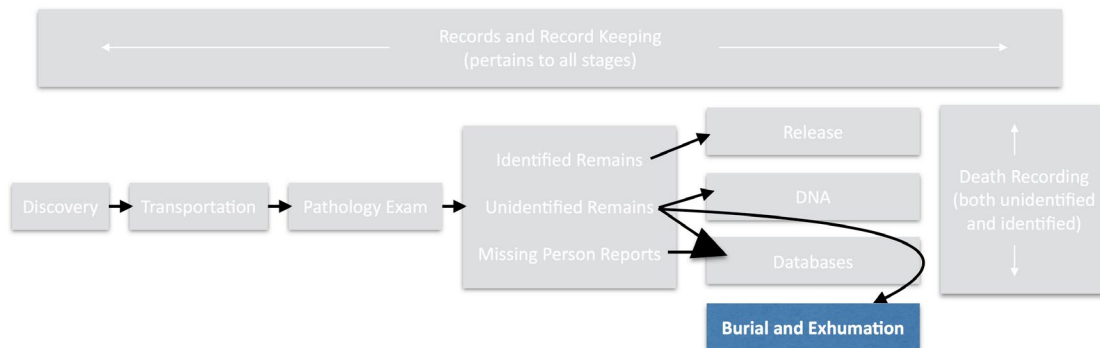 Records and Record Keeping
(pertains to all stages)
Discovery
Transportation
Pathology Exam
Identified Remains
Unidentified Remains
Missing Person Reports
Release
DNA
Databases
Burial and Exhumation
Death Recording
(both unidentified
and identified)